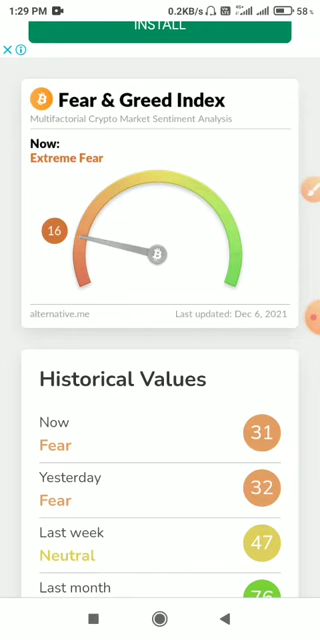 1:29 PM
0.2KB/s
4G+
58%
INSTALL
Fear & Greed Index
Multifactorial Crypto Market Sentiment Analysis
Now:
Extreme Fear
16
alternative.me
Last updated: Dec 6, 2021
Historical Values
Now
Fear
31
Yesterday
Fear
32
Last week
Neutral
47
Last month
76